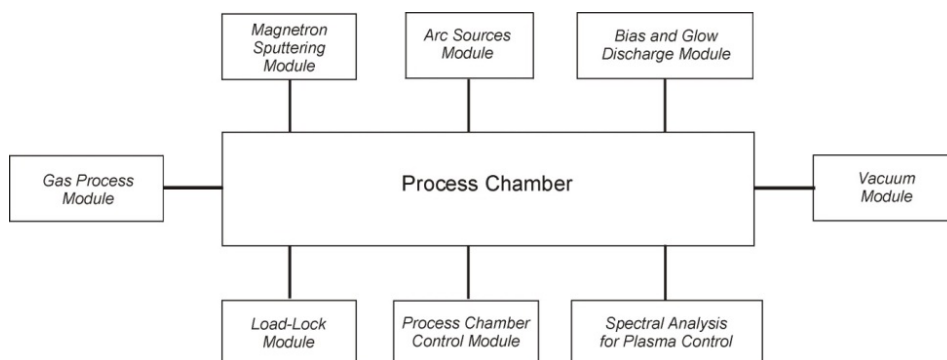 Magnetron
Sputtering
Module
Arc Sources
Module
Bias and Glow
Discharge Module
Gas Process
Module
Process Chamber
Vacuum
Module
Load-Lock
Module
Process Chamber
Control Module
Spectral Analysis
for Plasma Control